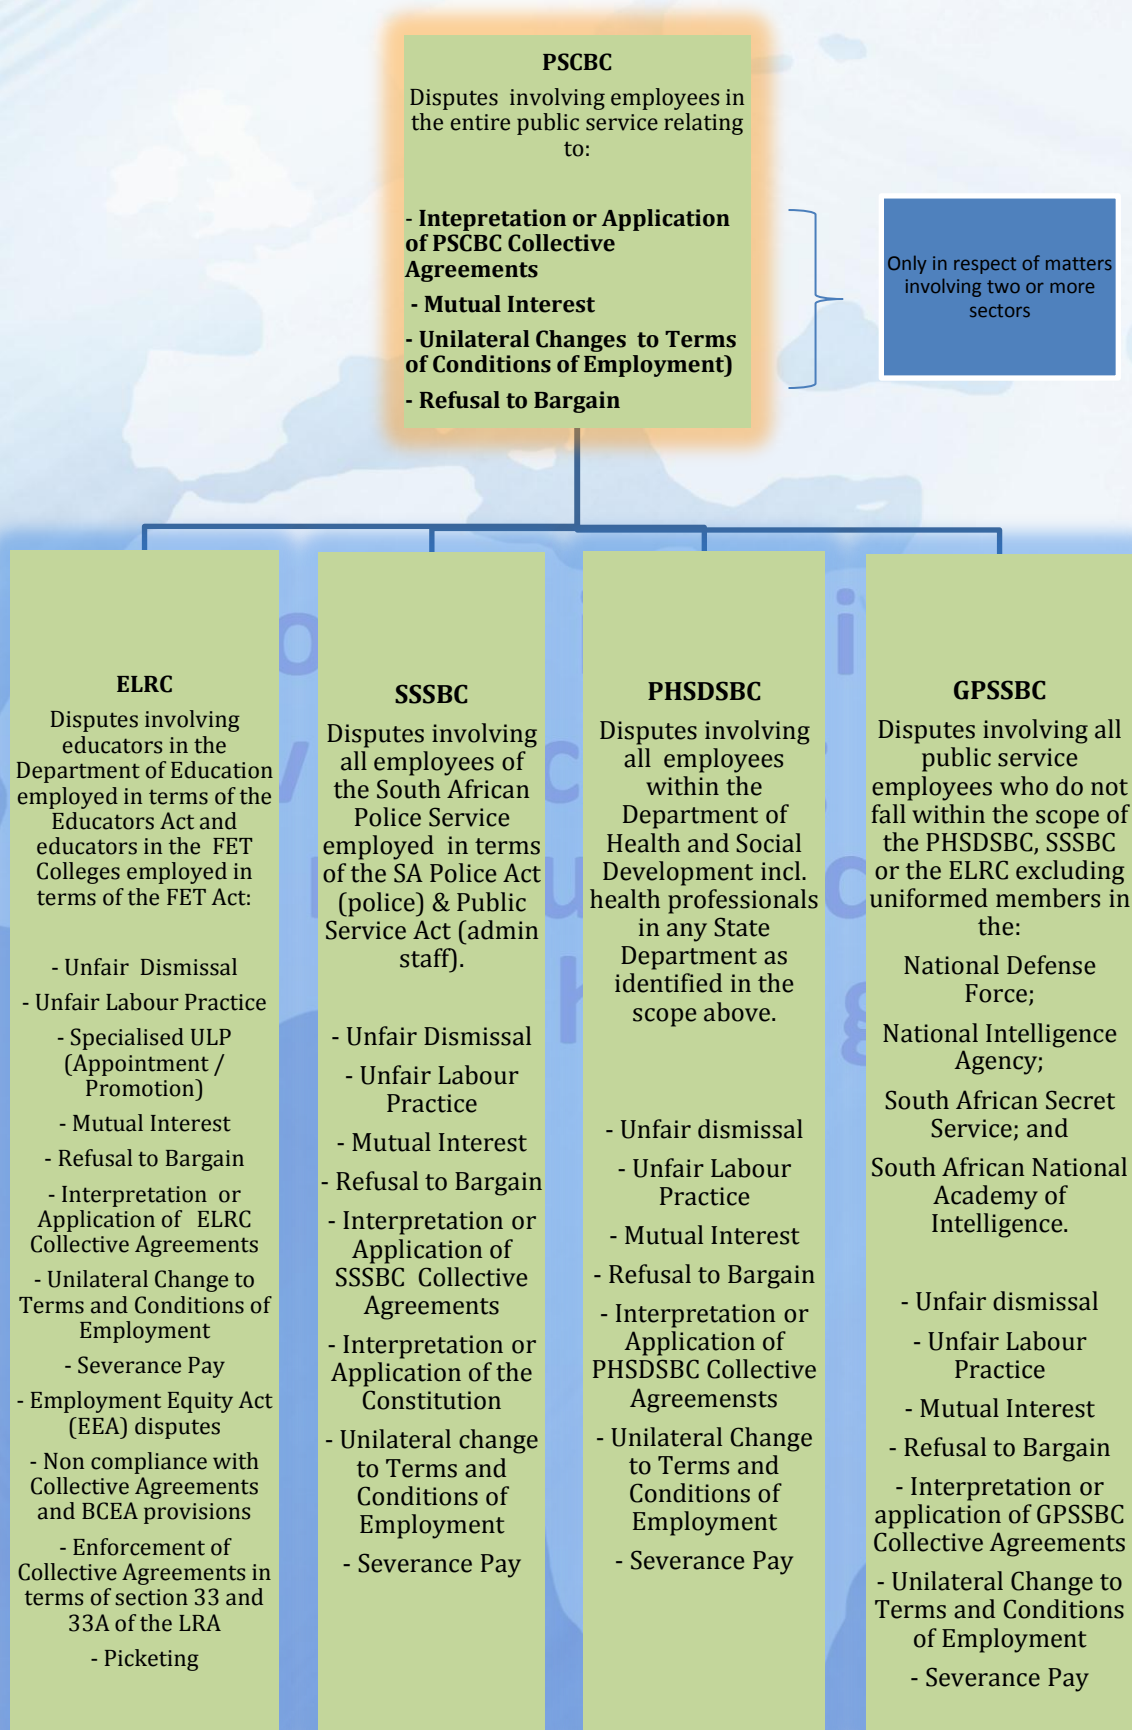 PSCBC
Disputes involving employees in
the entire public service relating
to:
- Intepretation or Application
of PSCBC Collective
Agreements
- Mutual Interest
- Unilateral Changes to Terms
of Conditions of Employment)
- Refusal to Bargain
Only in respect of matters
involving two or more
sectors
ELRC
Disputes involving
educators in the
Department of Education
employed in terms of the
Educators Act and
educators in the FET
Colleges employed in
terms of the FET Act:
- Unfair Dismissal
- Unfair Labour Practice
- Specialised ULP
(Appointment /
Promotion)
- Mutual Interest
- Refusal to Bargain
- Interpretation or
Application of ELRC
Collective Agreements
- Unilateral Change to
Terms and Conditions of
Employment
- Severance Pay
- Employment Equity Act
(EEA) disputes
- Non compliance with
Collective Agreements
and BCEA provisions
- Enforcement of
Collective Agreements in
terms of section 33 and
33A of the LRA
- Picketing
SSSBC
Disputes involving
all employees of
the South African
Police Service
employed in terms
of the SA Police Act
(police) & Public
Service Act (admin
staff).
- Unfair Dismissal
- Unfair Labour
Practice
- Mutual Interest
- Refusal to Bargain
- Interpretation or
Application of
SSSBC Collective
Agreements
- Interpretation or
Application of the
Constitution
- Unilateral change
to Terms and
Conditions of
Employment
- Severance Pay
PHSDSBC
Disputes involving
all employees
within the
Department of
Health and Social
Development incl.
health professionals
in any State
Department as
identified in the
scope above.
- Unfair dismissal
- Unfair Labour
Practice
- Mutual Interest
- Refusal to Bargain
- Interpretation or
Application of
PHSDSBC Collective
Agreemensts
- Unilateral Change
to Terms and
Conditions of
Employment
- Severance Pay
GPSSBC
Disputes involving all
public service
employees who do not
fall within the scope of
the PHSDSBC, SSSBC
or the ELRC excluding
uniformed members in
the:
National Defense
Force;
National Intelligence
Agency;
South African Secret
Service; and
South African National
Academy of
Intelligence.
- Unfair dismissal
- Unfair Labour
Practice
- Mutual Interest
- Refusal to Bargain
- Interpretation or
application of GPSSBC
Collective Agreements
- Unilateral Change to
Terms and Conditions
of Employment
- Severance Pay